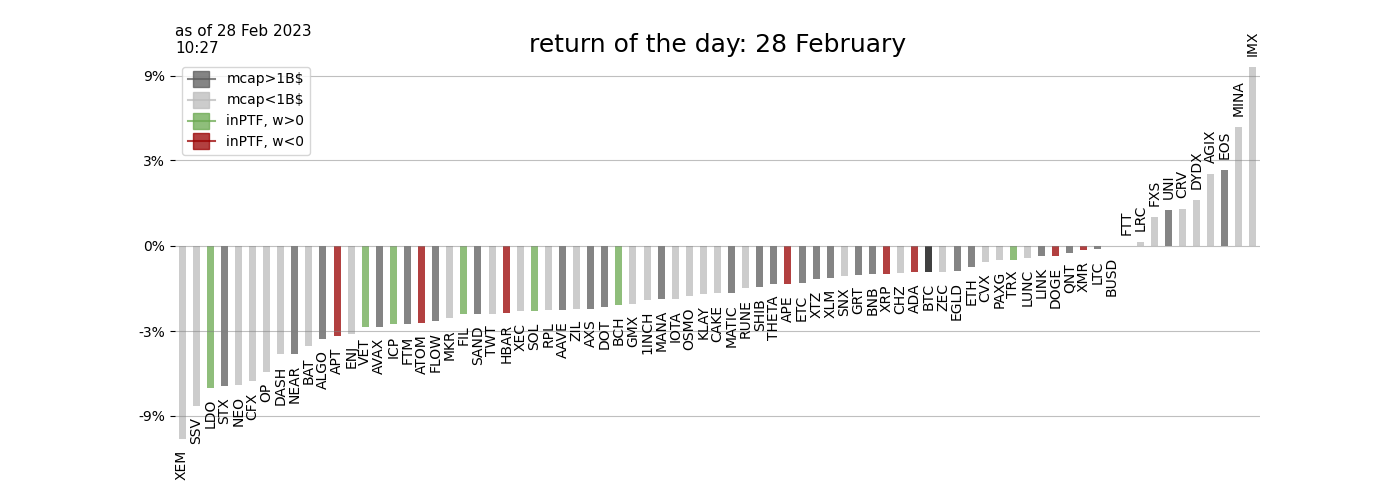 as of 28 Feb 2023
10:27
return of the day: 28 February
mcap>1B$
mcap<1B$
inPTF, w>0
inPTF, w<0
9%
3%
0%
-3%
-9%
XEM
SSV
LDO
STX
NEO
CFX
OP
DASH
NEAR
BAT
ALGO
APT
ENJ
VET
AVAX
ICP
FTM
ATOM
FLOW
MKR
FIL
SAND
TWT
HBAR
XEC
SOL
RPL
AAVE
ZIL
AXS
DOT
BCH
GMX
1INCH
MANA
IOTA
OSMO
KLAY
CAKE
MATIC
RUNE
SHIB
THETA
APE
ETC
XTZ
XLM
SNX
GRT
BNB
XRP
CHZ
ADA
BTC
ZEC
EGLD
ETH
CVX
PAXG
TRX
LUNC
LINK
DOGE
QNT
XMR
LTC
BUSD
FTT
LRC
FXS
UNI
CRV
DYDX
AGIX
EOS
MINA
IMX